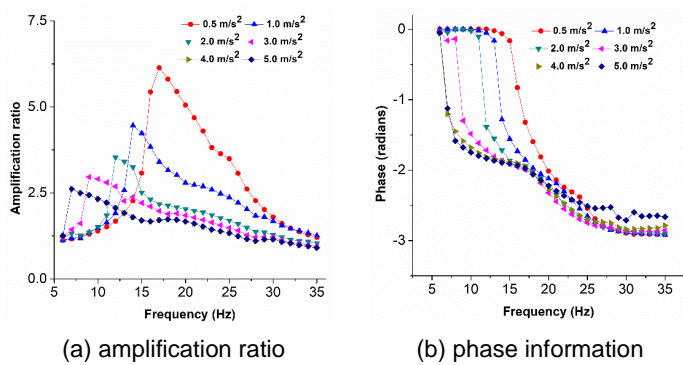 7.5
5.0
2.5
0.0
Amplification ratio
0.5 m/s²
1.0 m/s²
2.0 m/s²
3.0 m/s²
4.0 m/s²
5.0 m/s²
5 10 15 20 25 30 35
Frequency (Hz)
(a) amplification ratio
0
-1
-2
-3
Phase (radians)
0.5 m/s²
1.0 m/s²
2.0 m/s²
3.0 m/s²
4.0 m/s²
5.0 m/s²
5 10 15 20 25 30 35
Frequency (Hz)
(b) phase information